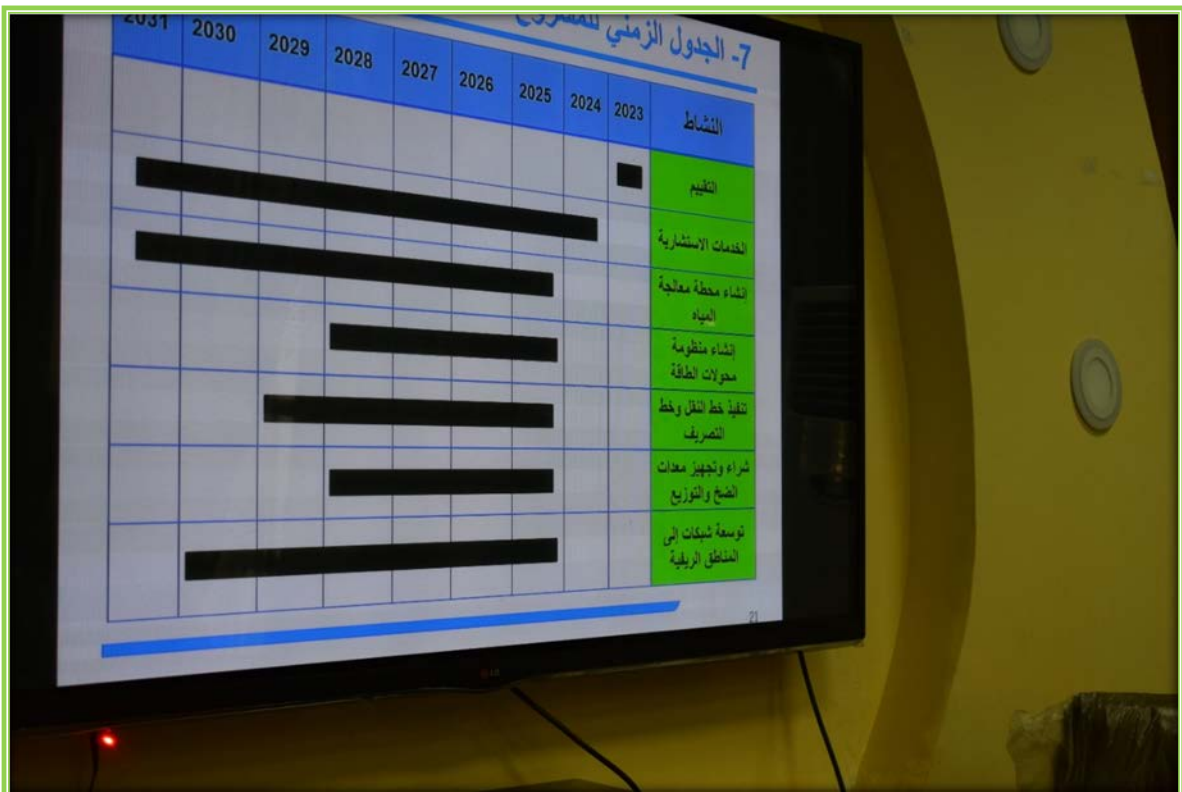 7- الجدول الزمني للمشروع
النشاط 2023 2024 2025 2026 2027 2028 2029 2030 2031
التقييم
الخدمات الاستشارية
انشاء محطة معالجة
المياه
إنشاء منظومة
محولات الطاقة
تنفيذ خط النقل وخط
التصريف
شراء وتجهيز معدات
الضخ والتوزيع
توسعة شبكات إلى
المناطق الريفية
21
LG